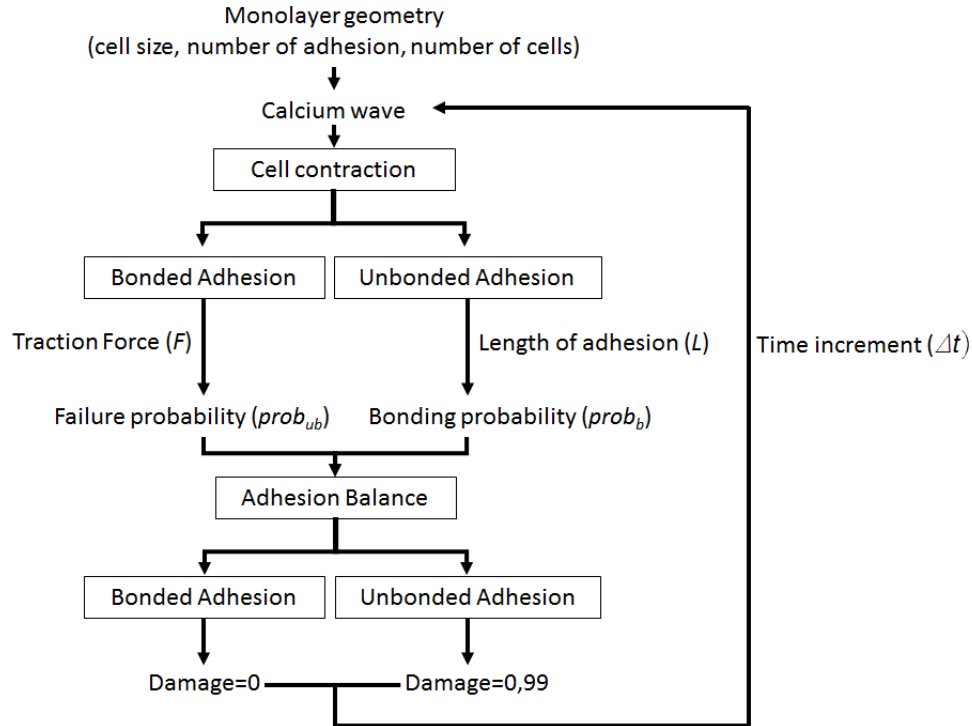 Monolayer geometry
(cell size, number of adhesion, number of cells)
Calcium wave
Cell contraction
Bonded Adhesion
Unbonded Adhesion
Traction Force (F)
Length of adhesion (L)
Time increment (Δt)
Failure probability (prob_ub)
Bonding probability (prob_b)
Adhesion Balance
Bonded Adhesion
Unbonded Adhesion
Damage=0
Damage=0,99